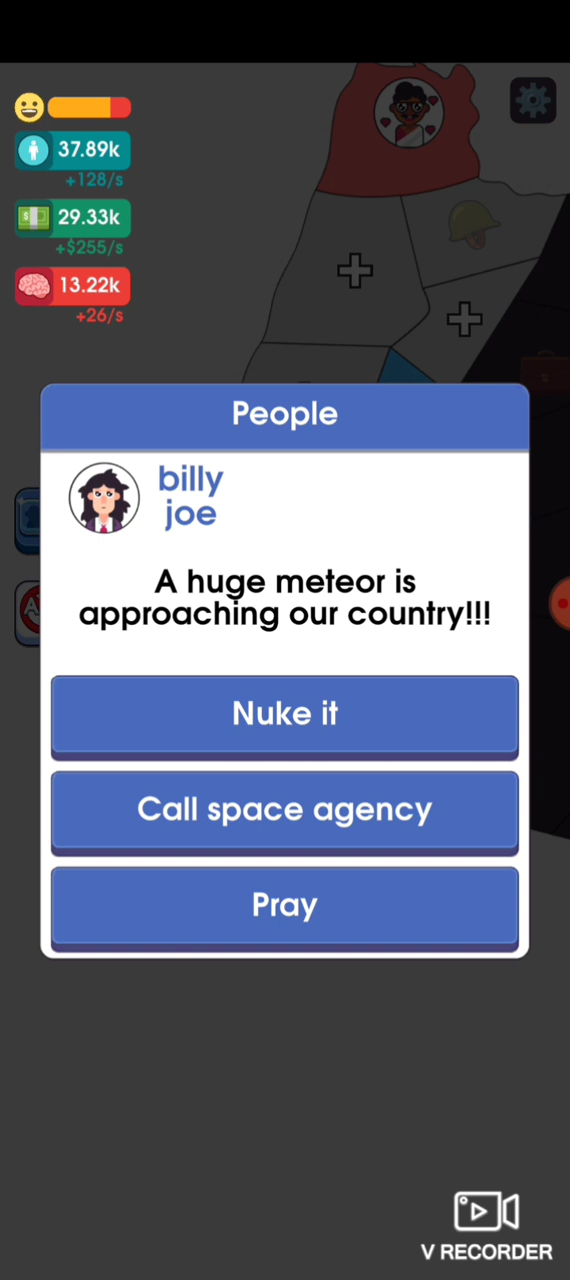 37.89k
+128/s
$
29.33k
+$255/s
13.22k
+26/s
People
billy
joe
A huge meteor is
approaching our country!!!
Nuke it
Call space agency
Pray
V RECORDER